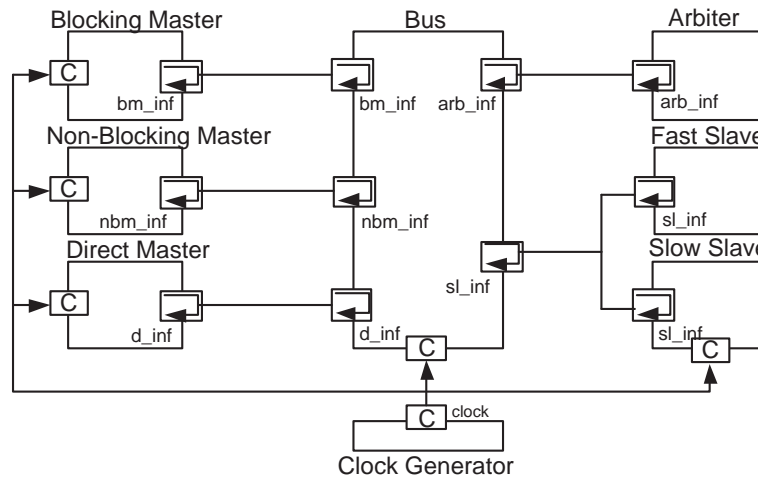 Blocking Master Bus Arbiter
C
bm_inf bm_inf arb_inf arb_inf
Non-Blocking Master Fast Slave
C
nbm_inf nbm_inf sl_inf
Direct Master Slow Slave
sl_inf
C
d_inf d_inf sl_inf
C C
C clock
Clock Generator